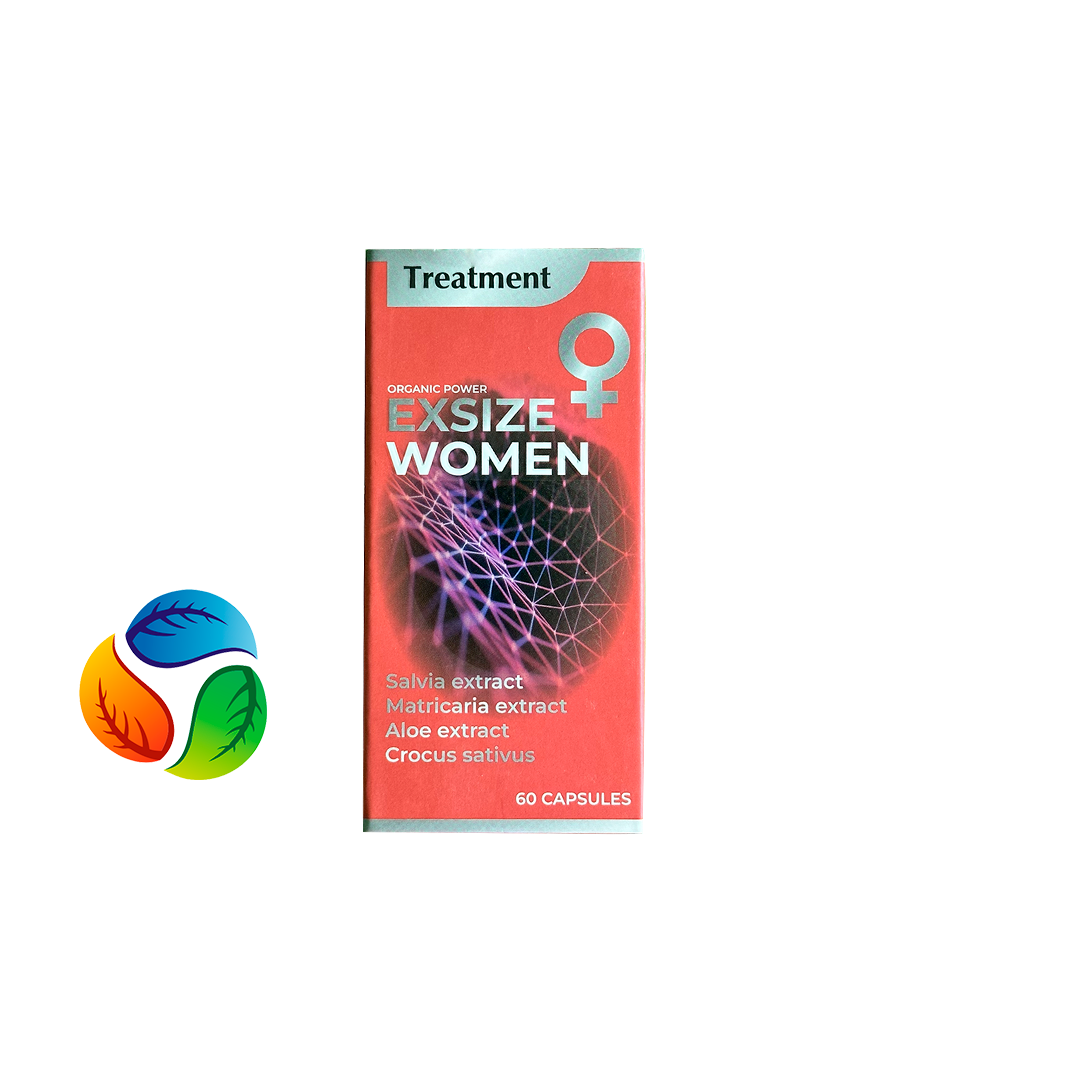 Treatment
ORGANIC POWER
EXSIZE
WOMEN
Salvia extract
Matricaria extract
Aloe extract
Crocus sativus
60 CAPSULES